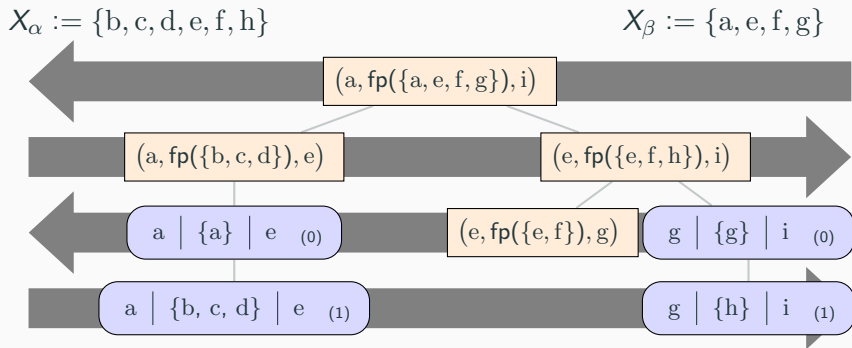 X_α := {b, c, d, e, f, h} X_β := {a, e, f, g}
(a, fp({a, e, f, g}), i)
(a, fp({b, c, d}), e) (e, fp({e, f, h}), i)
a | {a} | e (0) (e, fp({e, f}), g) g | {g} | i (0)
a | {b, c, d} | e (1) g | {h} | i (1)